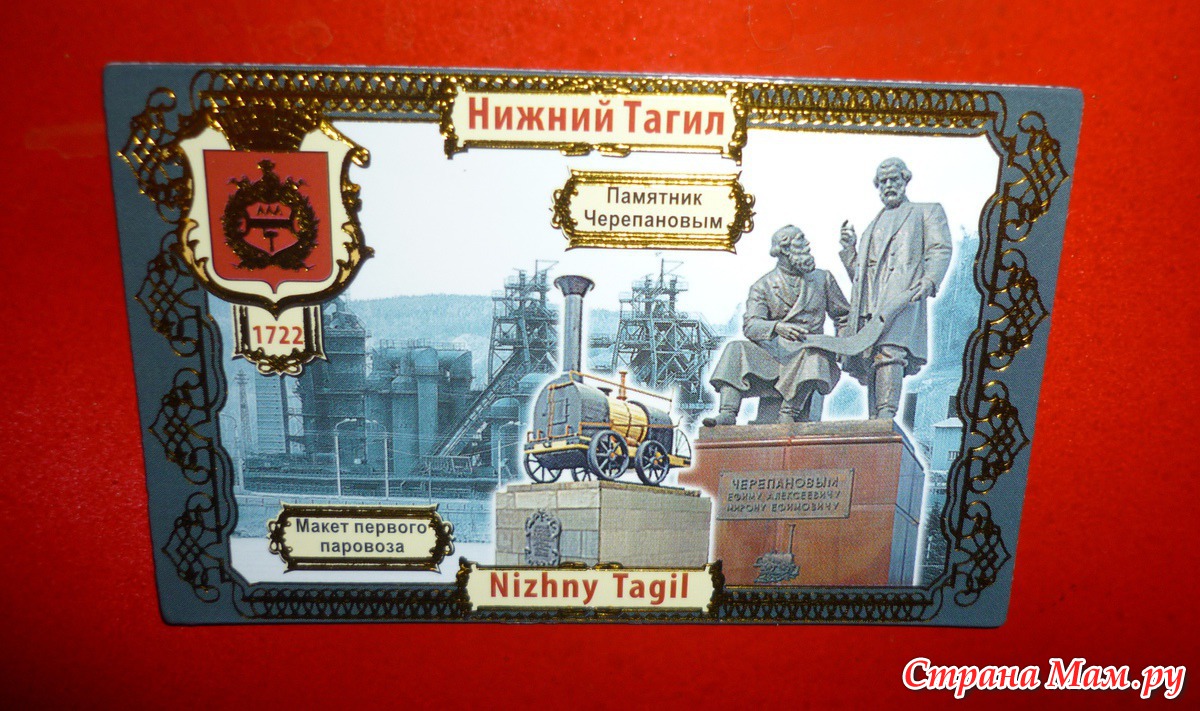 Нижний Тагил
Памятник
Черепановым
1722
ЧЕРЕПАНОВЫМ
ЕФИМУ АЛЕКСЕЕВИЧУ
МИРОНУ ЕФИМОВИЧУ
Макет первого
паровоза
Nizhny Tagil
Страна Мам.ру